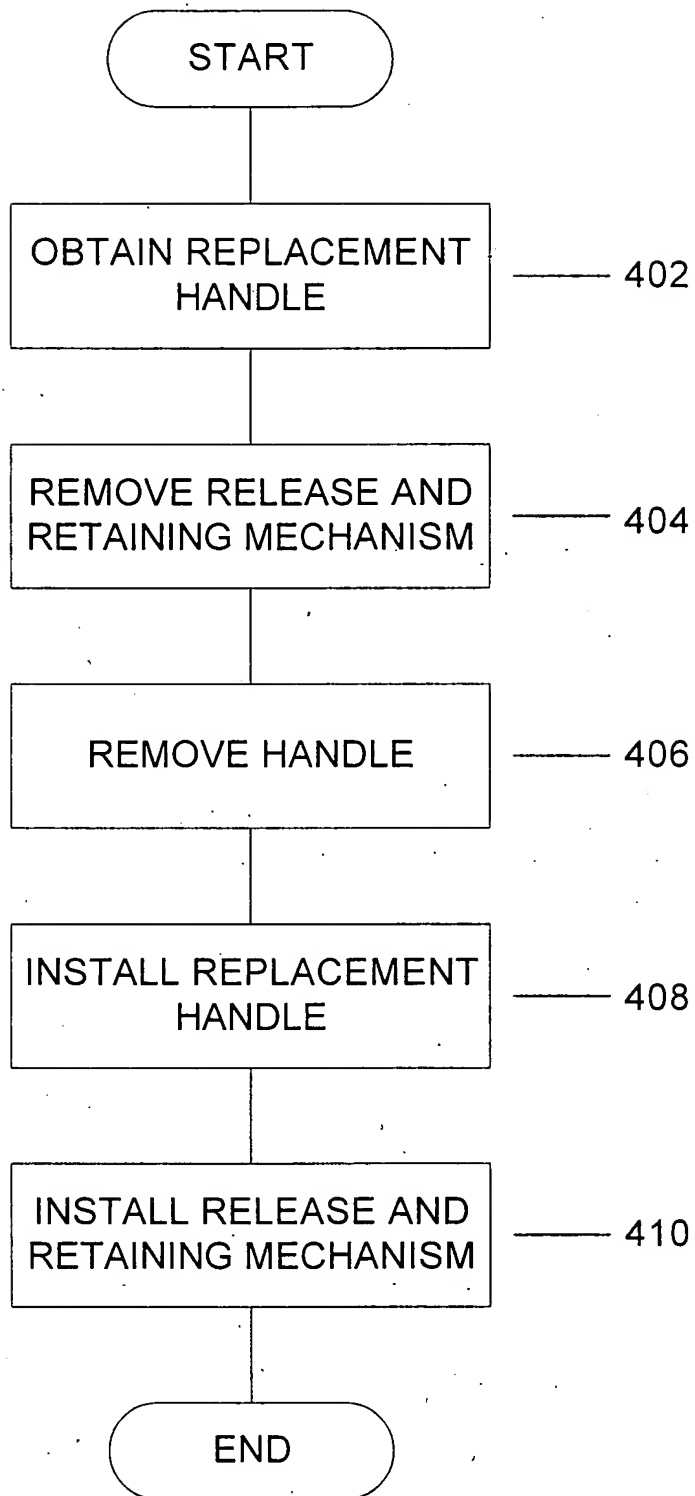 START
OBTAIN REPLACEMENT
HANDLE
402
REMOVE RELEASE AND
RETAINING MECHANISM
404
REMOVE HANDLE
406
INSTALL REPLACEMENT
HANDLE
408
INSTALL RELEASE AND
RETAINING MECHANISM
410
END